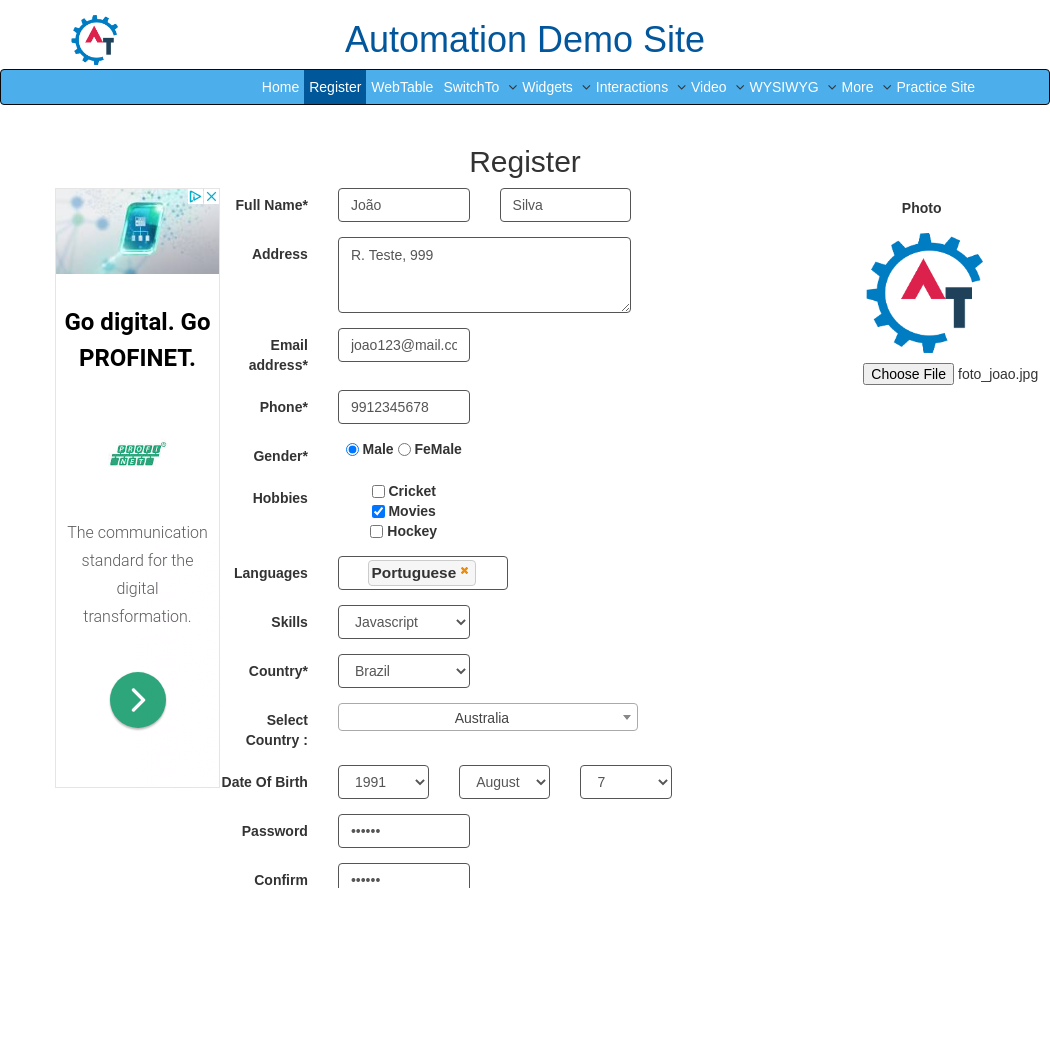 Automation Demo Site
Home Register WebTable SwitchTo Widgets Interactions Video WYSIWYG More Practice Site
Register
Full Name* João Silva
Photo
Address R. Teste, 999
Go digital. Go
PROFINET.
Email
address* joao123@mail.co
Choose File foto_joao.jpg
Phone* 9912345678
Gender* Male FeMale
PROFI
NET
Hobbies Cricket
Movies
Hockey
The communication
standard for the
digital
transformation.
Languages Portuguese
Skills Javascript
Country* Brazil
Select
Country : Australia
Date Of Birth 1991 August 7
Password ••••••
Confirm ••••••